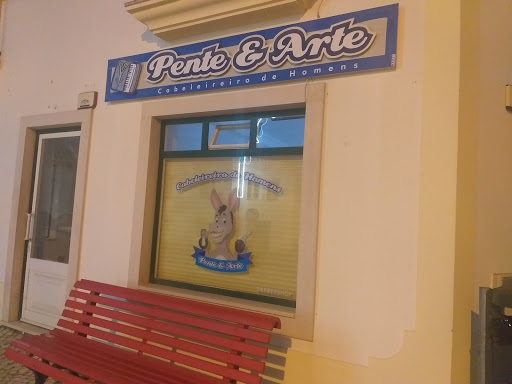 Pente & Arte
Cabeleireiro de Homens
Cabeleireiro de Homens
Pente & Arte